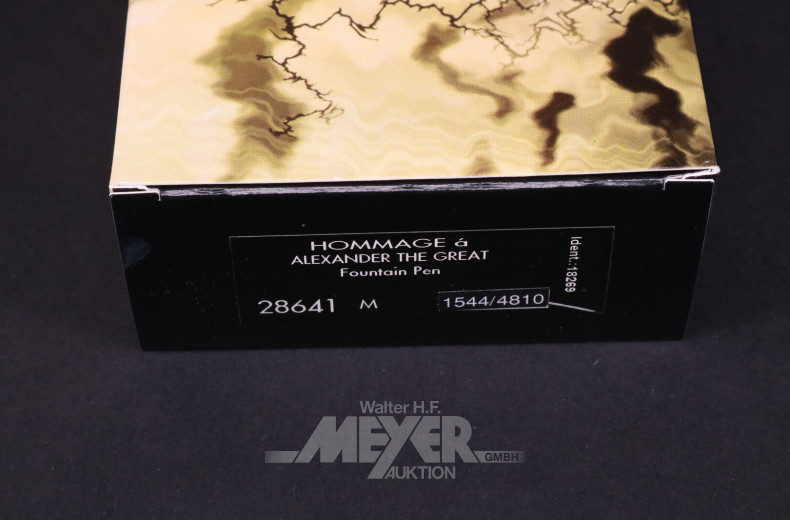 HOMMAGE á
ALEXANDER THE GREAT
Fountain Pen
28641 M 1544/4810
Ident.:18269
Walter H.F.
MEYER
GMBH
AUKTION